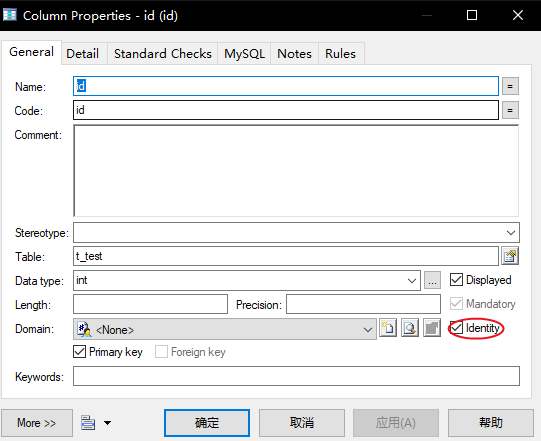 Column Properties - id (id)
General Detail Standard Checks MySQL Notes Rules
Name: id =
Code: id =
Comment:
Stereotype:
Table: t_test
Data type: int ... Displayed
Length: Precision: Mandatory
Domain: <None> Identity
Primary key Foreign key
Keywords:
More >> 确定 取消 应用(A) 帮助